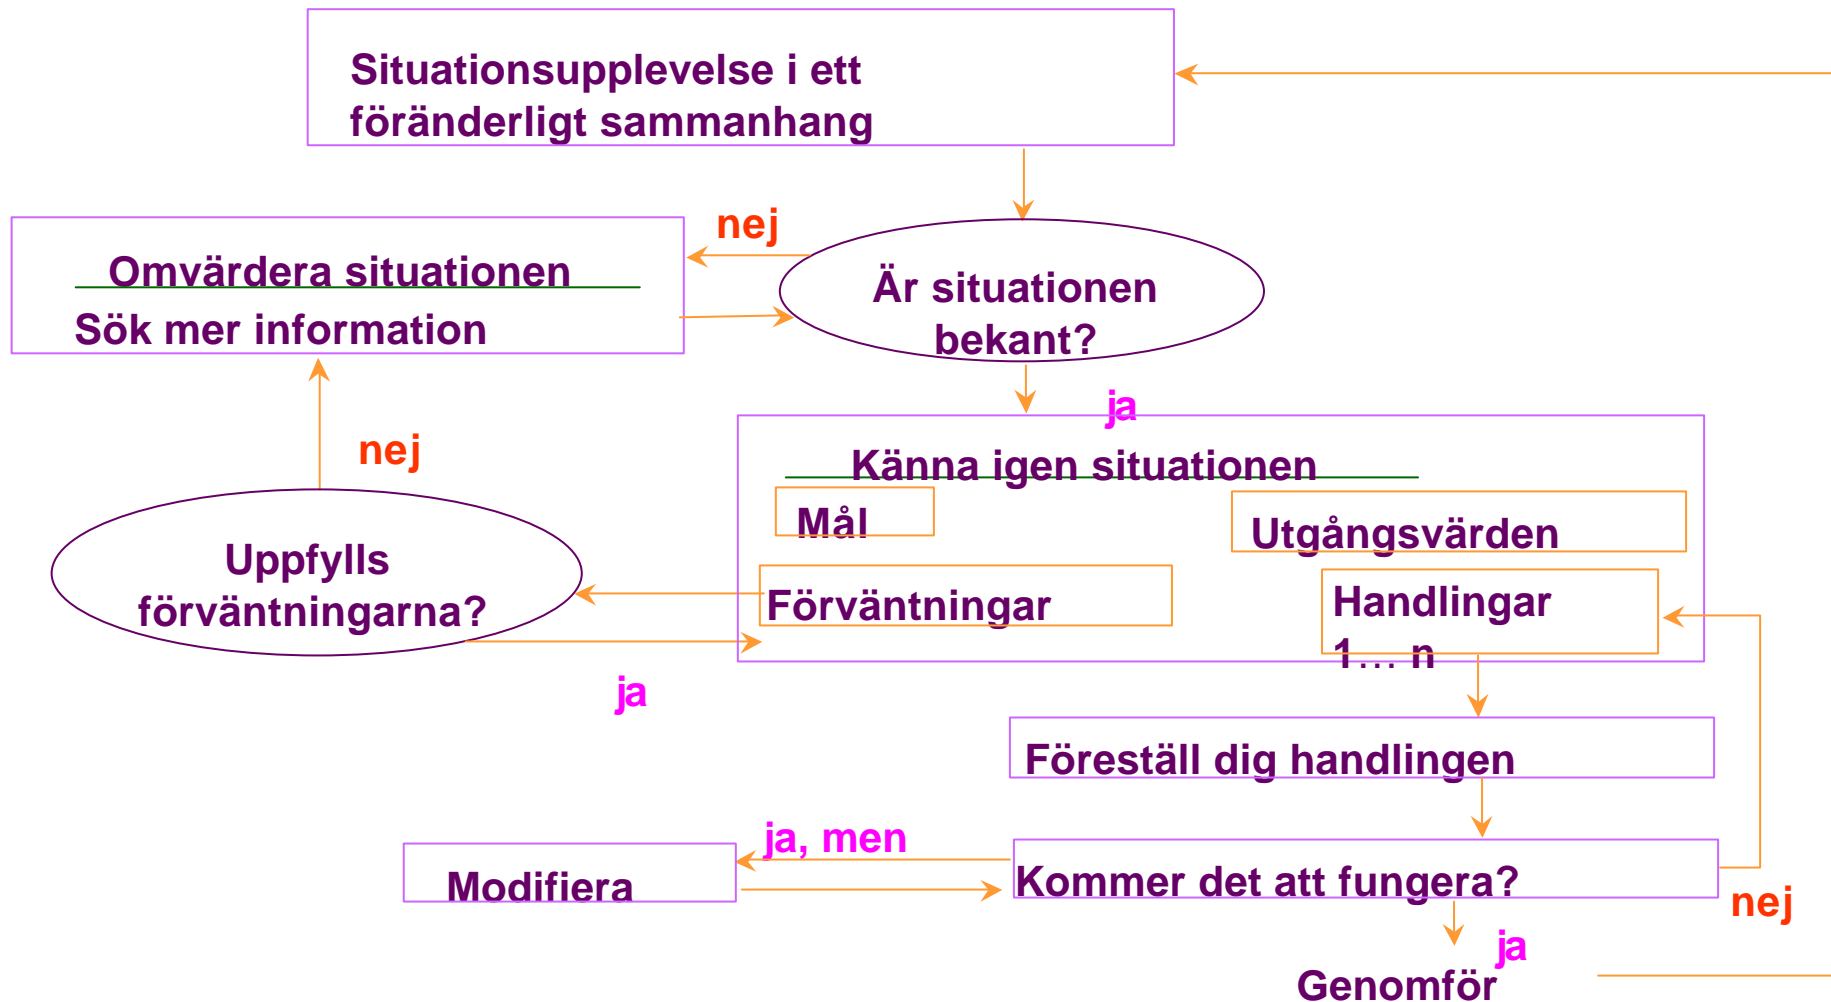 Situationsupplevelse i ett
föränderligt sammanhang
nej
Omvärdera situationen
Sök mer information
Är situationen
bekant?
ja
nej
Känna igen situationen
Mål
Utgångsvärden
Uppfylls
förväntningarna?
Förväntningar
Handlingar
1… n
ja
Föreställ dig handlingen
ja, men
Modifiera
Kommer det att fungera?
nej
ja
Genomför